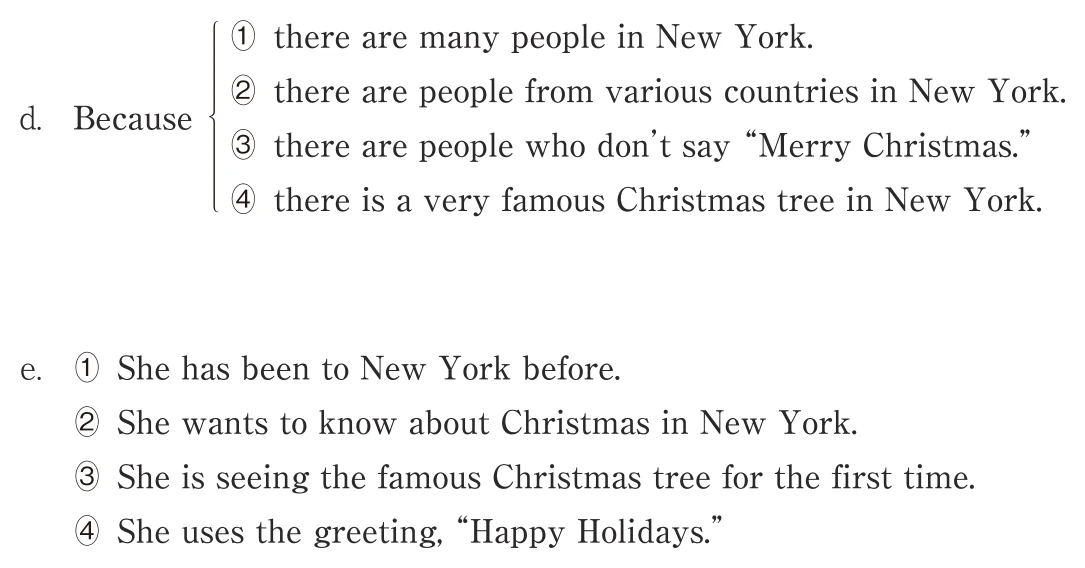 ① there are many people in New York.
② there are people from various countries in New York.
d. Because
③ there are people who don't say “Merry Christmas.”
④ there is a very famous Christmas tree in New York.
e. ① She has been to New York before.
② She wants to know about Christmas in New York.
③ She is seeing the famous Christmas tree for the first time.
④ She uses the greeting, “Happy Holidays.”